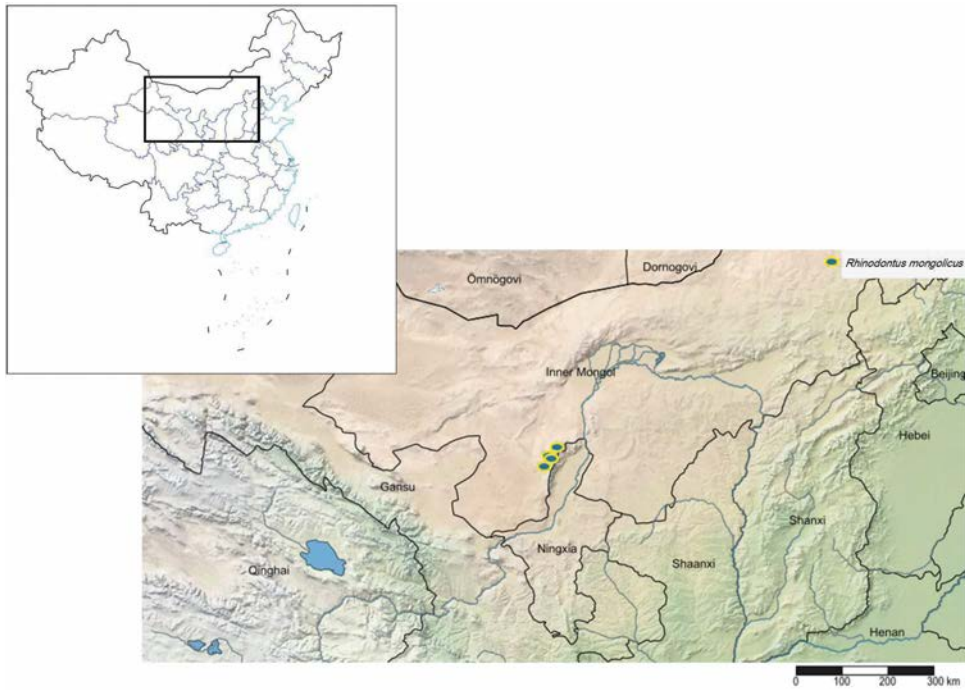 Ömnögovi
Dornogovi
Rhinodontus mongolicus
Inner Mongol
Beijing
Hebei
Gansu
Shanxi
Ningxia
Shaanxi
Qinghai
Henan
0 100 200 300 km